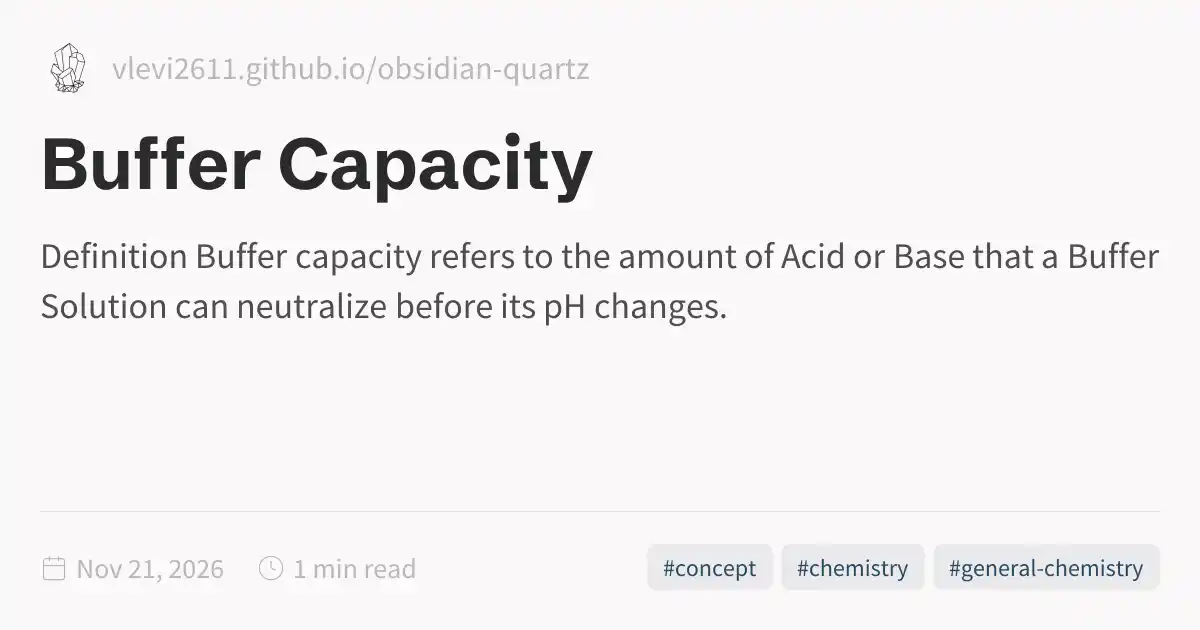 vlevi2611.github.io/obsidian-quartz
Buffer Capacity
Definition Buffer capacity refers to the amount of Acid or Base that a Buffer
Solution can neutralize before its pH changes.
Nov 21, 2026 1 min read #concept #chemistry #general-chemistry